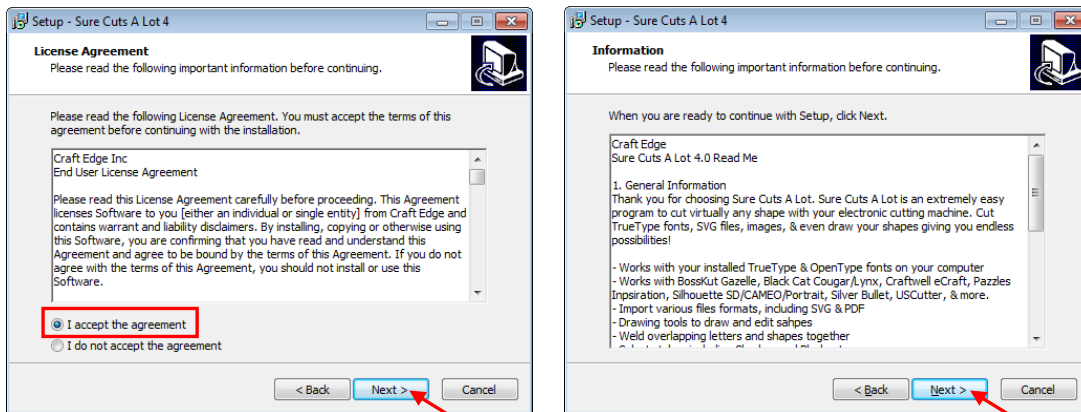 Setup - Sure Cuts A Lot 4
License Agreement
Please read the following important information before continuing.
Please read the following License Agreement. You must accept the terms of this
agreement before continuing with the installation.
Craft Edge Inc
End User License Agreement
Please read this License Agreement carefully before proceeding. This Agreement
licenses Software to you [either an individual or single entity] from Craft Edge and
contains warrant and liability disclaimers. By installing, copying or otherwise using
this Software, you are confirming that you have read and understand this
Agreement and agree to be bound by the terms of this Agreement. If you do not
agree with the terms of this Agreement, you should not install or use this
Software.
I accept the agreement
I do not accept the agreement
< Back
Next >
Cancel
Setup - Sure Cuts A Lot 4
Information
Please read the following important information before continuing.
When you are ready to continue with Setup, click Next.
Craft Edge
Sure Cuts A Lot 4.0 Read Me
1. General Information
Thank you for choosing Sure Cuts A Lot. Sure Cuts A Lot is an extremely easy
program to cut virtually any shape with your electronic cutting machine. Cut
TrueType fonts, SVG files, images, & even draw your shapes giving you endless
possibilities!
- Works with your installed TrueType & OpenType fonts on your computer
- Works with BossKut Gazelle, Black Cat Cougar/Lynx, Craftwell eCraft, Pazzles
Inpsiration, Silhouette SD/CAMEO/Portrait, Silver Bullet, USCutter, & more.
- Import various files formats, including SVG & PDF
- Drawing tools to draw and edit sahpes
- Weld overlapping letters and shapes together
< Back
Next >
Cancel